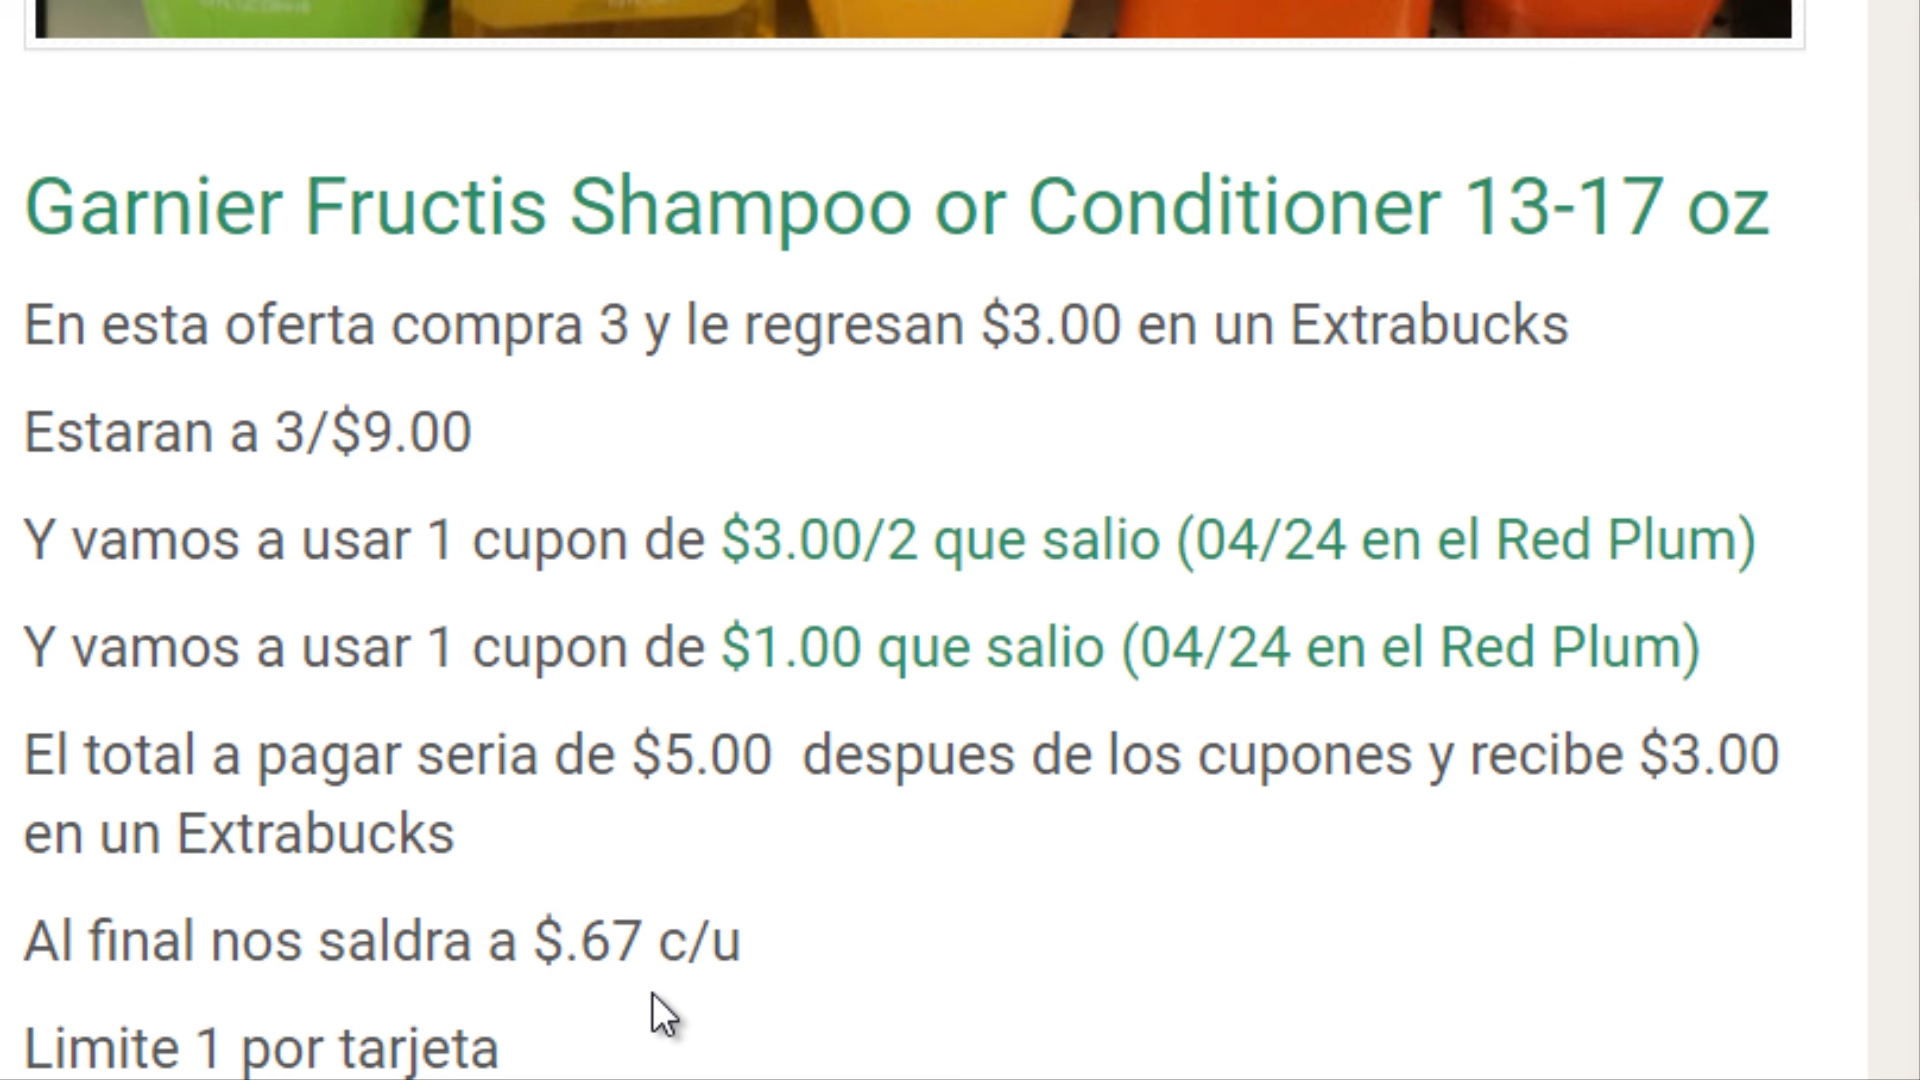 Garnier Fructis Shampoo or Conditioner 13-17 oz
En esta oferta compra 3 y le regresan $3.00 en un Extrabucks
Estaran a 3/$9.00
Y vamos a usar 1 cupon de $3.00/2 que salio (04/24 en el Red Plum)
Y vamos a usar 1 cupon de $1.00 que salio (04/24 en el Red Plum)
El total a pagar seria de $5.00  despues de los cupones y recibe $3.00
en un Extrabucks
Al final nos saldra a $.67 c/u
Limite 1 por tarjeta